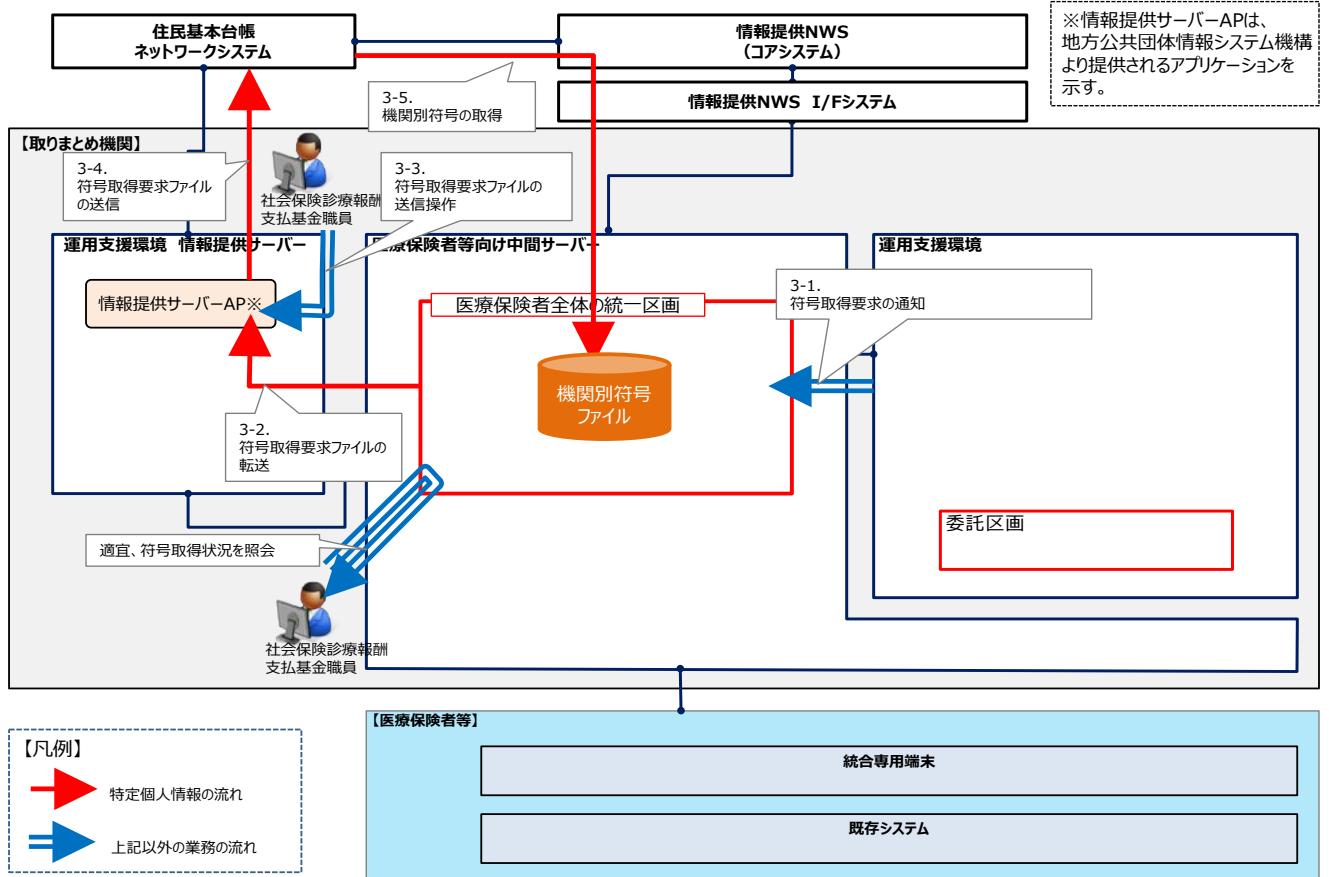 住民基本台帳
ネットワークシステム
情報提供NWS
（コアシステム）
※情報提供サーバーAPは、
地方公共団体情報システム機構
より提供されるアプリケーションを
示す。
情報提供NWS I/Fシステム
3-5.
機関別符号の取得
【取りまとめ機関】
3-4.
符号取得要求ファイル
の送信
社会保険診療報酬
支払基金職員
3-3.
符号取得要求ファイルの
送信操作
運用支援環境 情報提供サーバー
医療保険者等向け中間サーバー
運用支援環境
情報提供サーバーAP※
医療保険者全体の統一区画
3-1.
符号取得要求の通知
機関別符号
ファイル
3-2.
符号取得要求ファイルの
転送
委託区画
適宜、符号取得状況を照会
社会保険診療報酬
支払基金職員
【医療保険者等】
統合専用端末
既存システム
【凡例】
特定個人情報の流れ
上記以外の業務の流れ